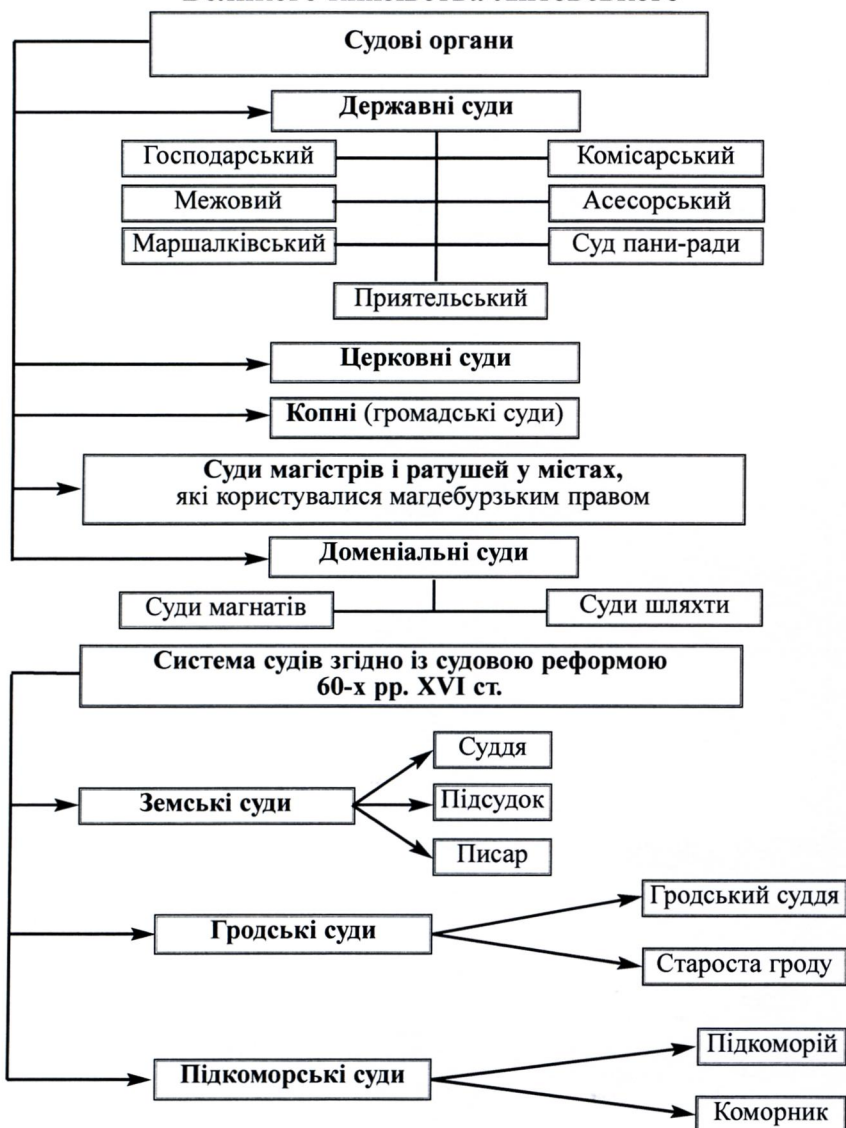 Судові органи
Державні суди
Господарський
Комісарський
Межовий
Асесорський
Маршалківський
Суд пани-ради
Приятельський
Церковні суди
Копні (громадські суди)
Суди магістрів і ратушей у містах,
які користувалися магдебурзьким правом
Доменіальні суди
Суди магнатів
Суди шляхти
Система судів згідно із судовою реформою
60-х рр. XVI ст.
Суддя
Земські суди
Підсудок
Писар
Гродський суддя
Гродські суди
Староста гроду
Підкоморій
Підкоморські суди
Коморник